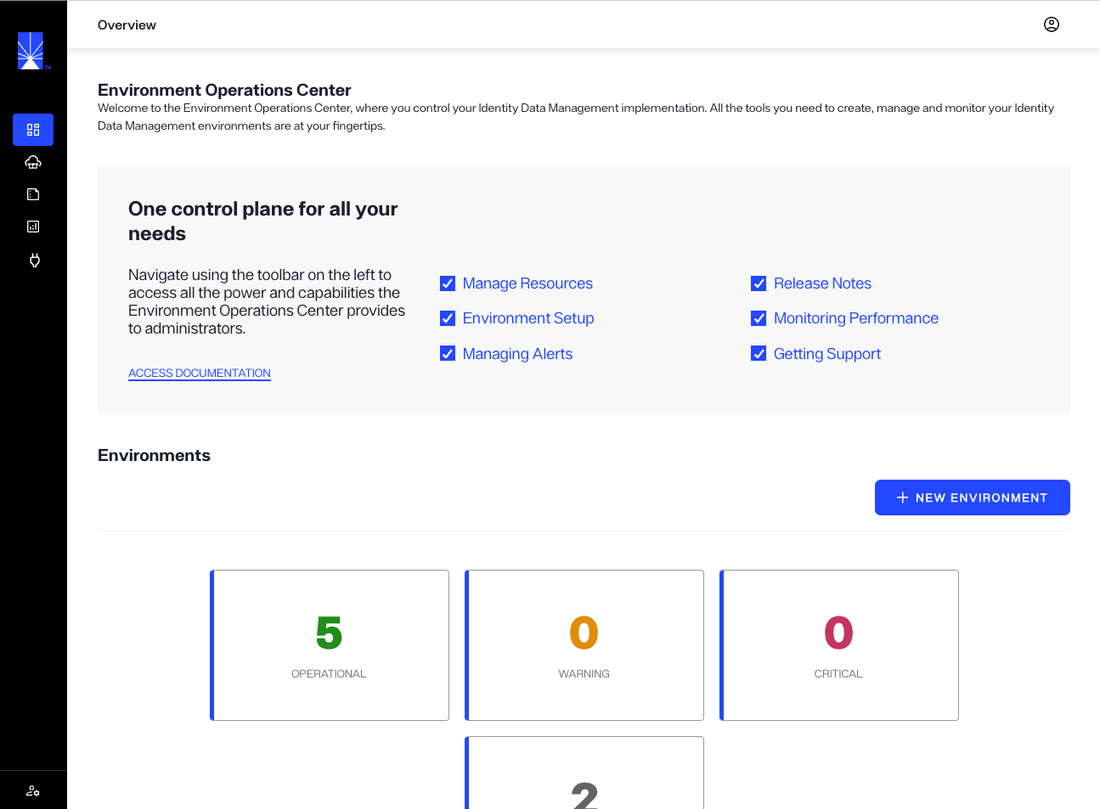 Overview
TM
Environment Operations Center
Welcome to the Environment Operations Center, where you control your Identity Data Management implementation. All the tools you need to create, manage and monitor your Identity
Data Management environments are at your fingertips.
One control plane for all your
needs
Navigate using the toolbar on the left to
access all the power and capabilities the
Environment Operations Center provides
to administrators.
ACCESS DOCUMENTATION
Manage Resources
Environment Setup
Managing Alerts
Release Notes
Monitoring Performance
Getting Support
Environments
+ NEW ENVIRONMENT
5
OPERATIONAL
0
WARNING
0
CRITICAL
2